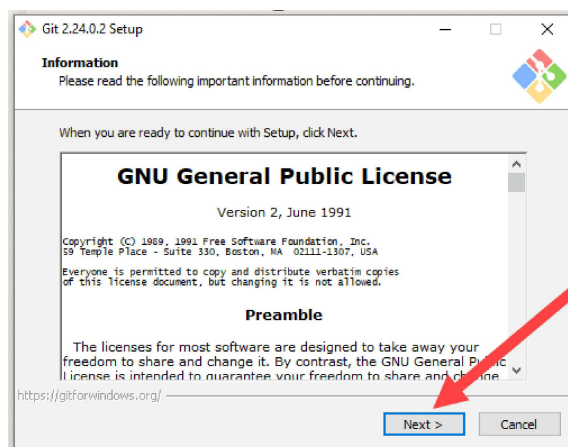 Git 2.24.0.2 Setup
Information
Please read the following important information before continuing.
When you are ready to continue with Setup, click Next.
GNU General Public License
Version 2, June 1991
Copyright (C) 1989, 1991 Free Software Foundation, Inc.
59 Temple Place - Suite 330, Boston, MA 02111-1307, USA
Everyone is permitted to copy and distribute verbatim copies
of this license document, but changing it is not allowed.
Preamble
The licenses for most software are designed to take away your
freedom to share and change it. By contrast, the GNU General Public
License is intended to guarantee your freedom to share and change
https://gitforwindows.org/
Next >
Cancel